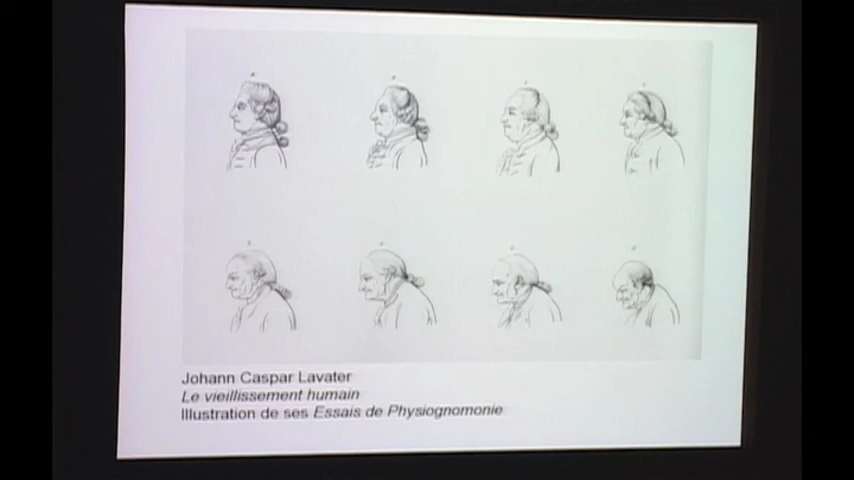 Johann Caspar Lavater
Le vieillissement humain
Illustration de ses Essais de Physiognomonie